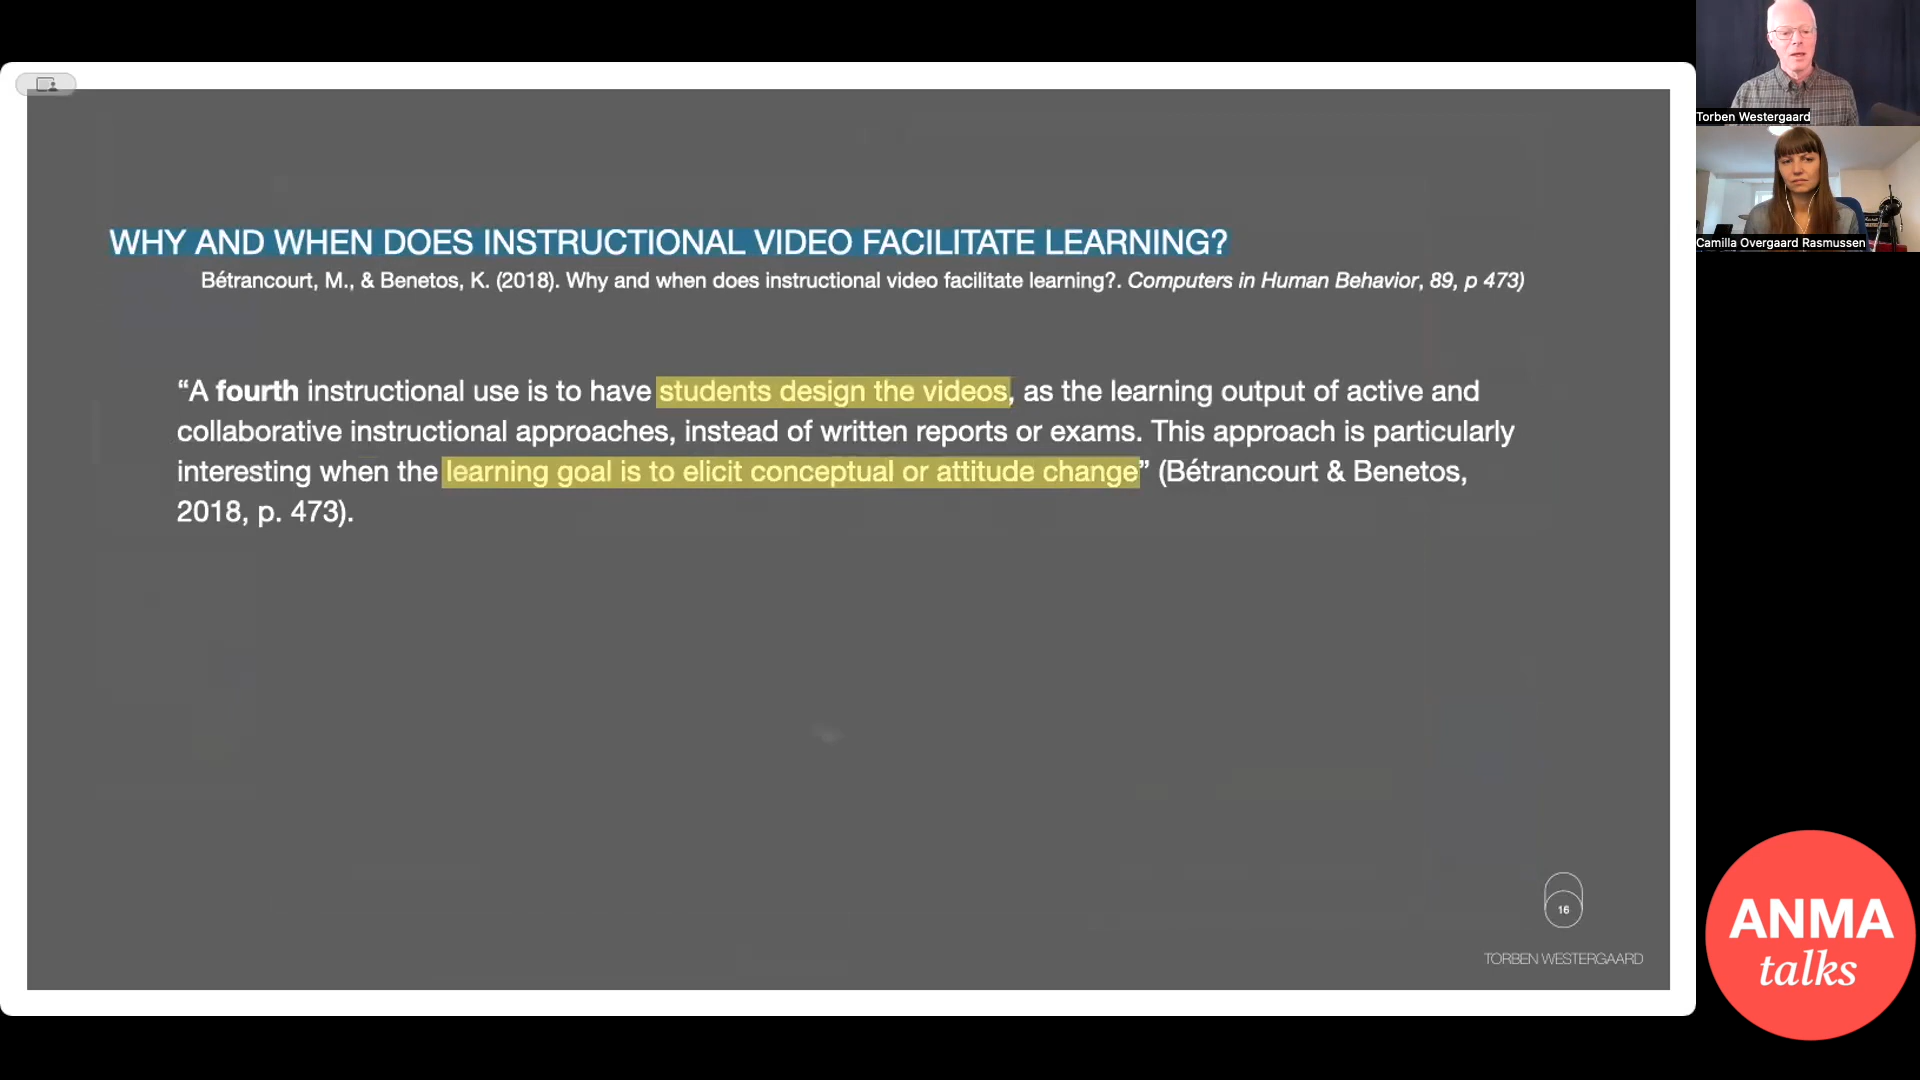 Torben Westergaard
Camilla Overgaard Rasmussen
WHY AND WHEN DOES INSTRUCTIONAL VIDEO FACILITATE LEARNING?
Bétrancourt, M., & Benetos, K. (2018). Why and when does instructional video facilitate learning?. Computers in Human Behavior, 89, p 473)
“A fourth instructional use is to have students design the videos, as the learning output of active and
collaborative instructional approaches, instead of written reports or exams. This approach is particularly
interesting when the learning goal is to elicit conceptual or attitude change” (Bétrancourt & Benetos,
2018, p. 473).
16
TORBEN WESTERGAARD
ANMA
talks